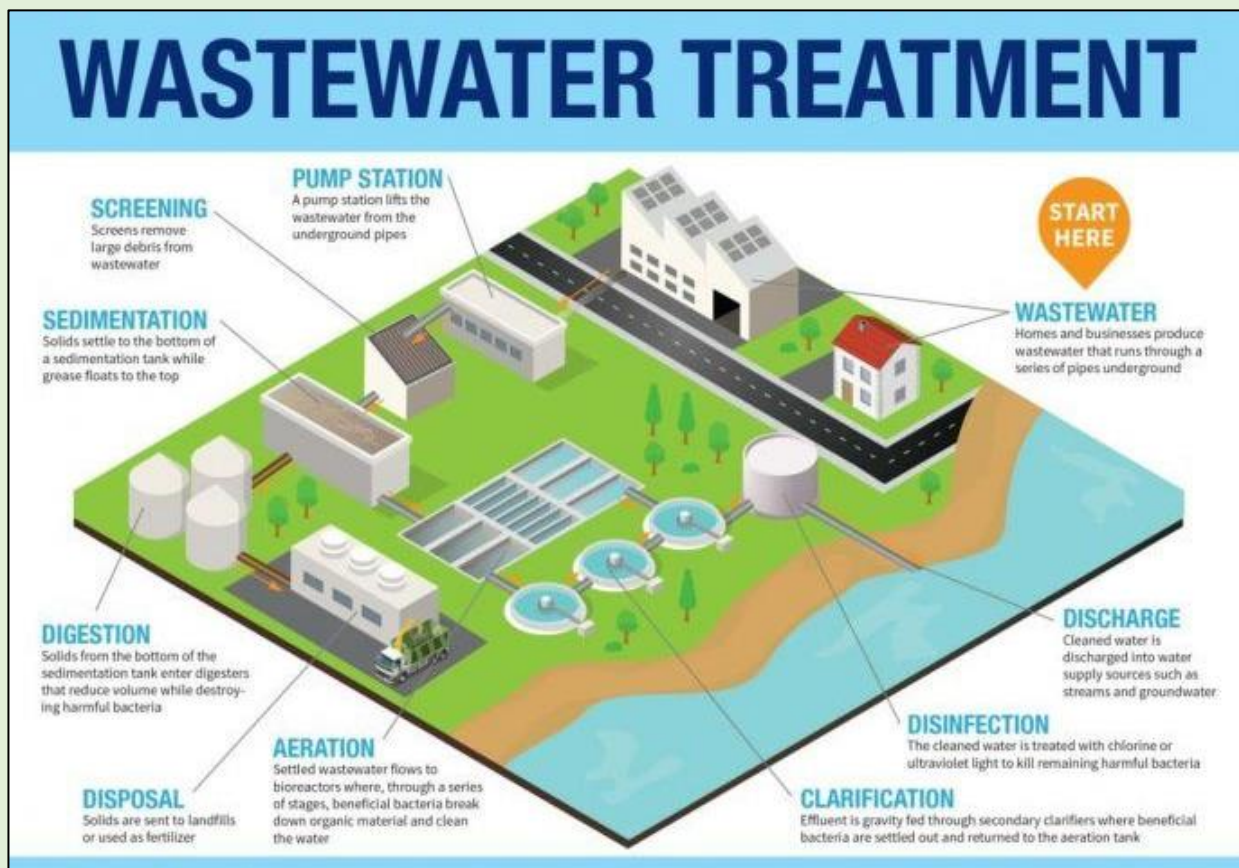 WASTEWATER TREATMENT
START
HERE
WASTEWATER
Homes and businesses produce
wastewater that runs through a
series of pipes underground
PUMP STATION
A pump station lifts the
wastewater from the
underground pipes
SCREENING
Screens remove
large debris from
wastewater
SEDIMENTATION
Solids settle to the bottom of
a sedimentation tank while
grease floats to the top
DIGESTION
Solids from the bottom of the
sedimentation tank enter digesters
that reduce volume while destroy-
ing harmful bacteria
DISPOSAL
Solids are sent to landfills
or used as fertilizer
AERATION
Settled wastewater flows to
bioreactors where, through a series
of stages, beneficial bacteria break
down organic material and clean
the water
CLARIFICATION
Effluent is gravity fed through secondary clarifiers where beneficial
bacteria are settled out and returned to the aeration tank
DISINFECTION
The cleaned water is treated with chlorine or
ultraviolet light to kill remaining harmful bacteria
DISCHARGE
Cleaned water is
discharged into water
supply sources such as
streams and groundwater